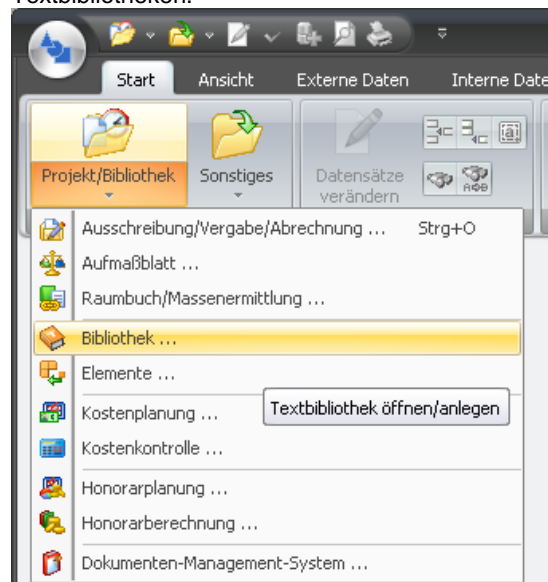 Textbibliotheken.
Start Ansicht Externe Daten Interne Date
Projekt/Bibliothek Sonstiges Datensätze
verändern
Ausschreibung/Vergabe/Abrechnung ... Strg+O
Aufmaßblatt ...
Raumbuch/Massenermittlung ...
Bibliothek ...
Elemente ...
Textbibliothek öffnen/anlegen
Kostenplanung ...
Kostenkontrolle ...
Honorarplanung ...
Honorarberechnung ...
Dokumenten-Management-System ...